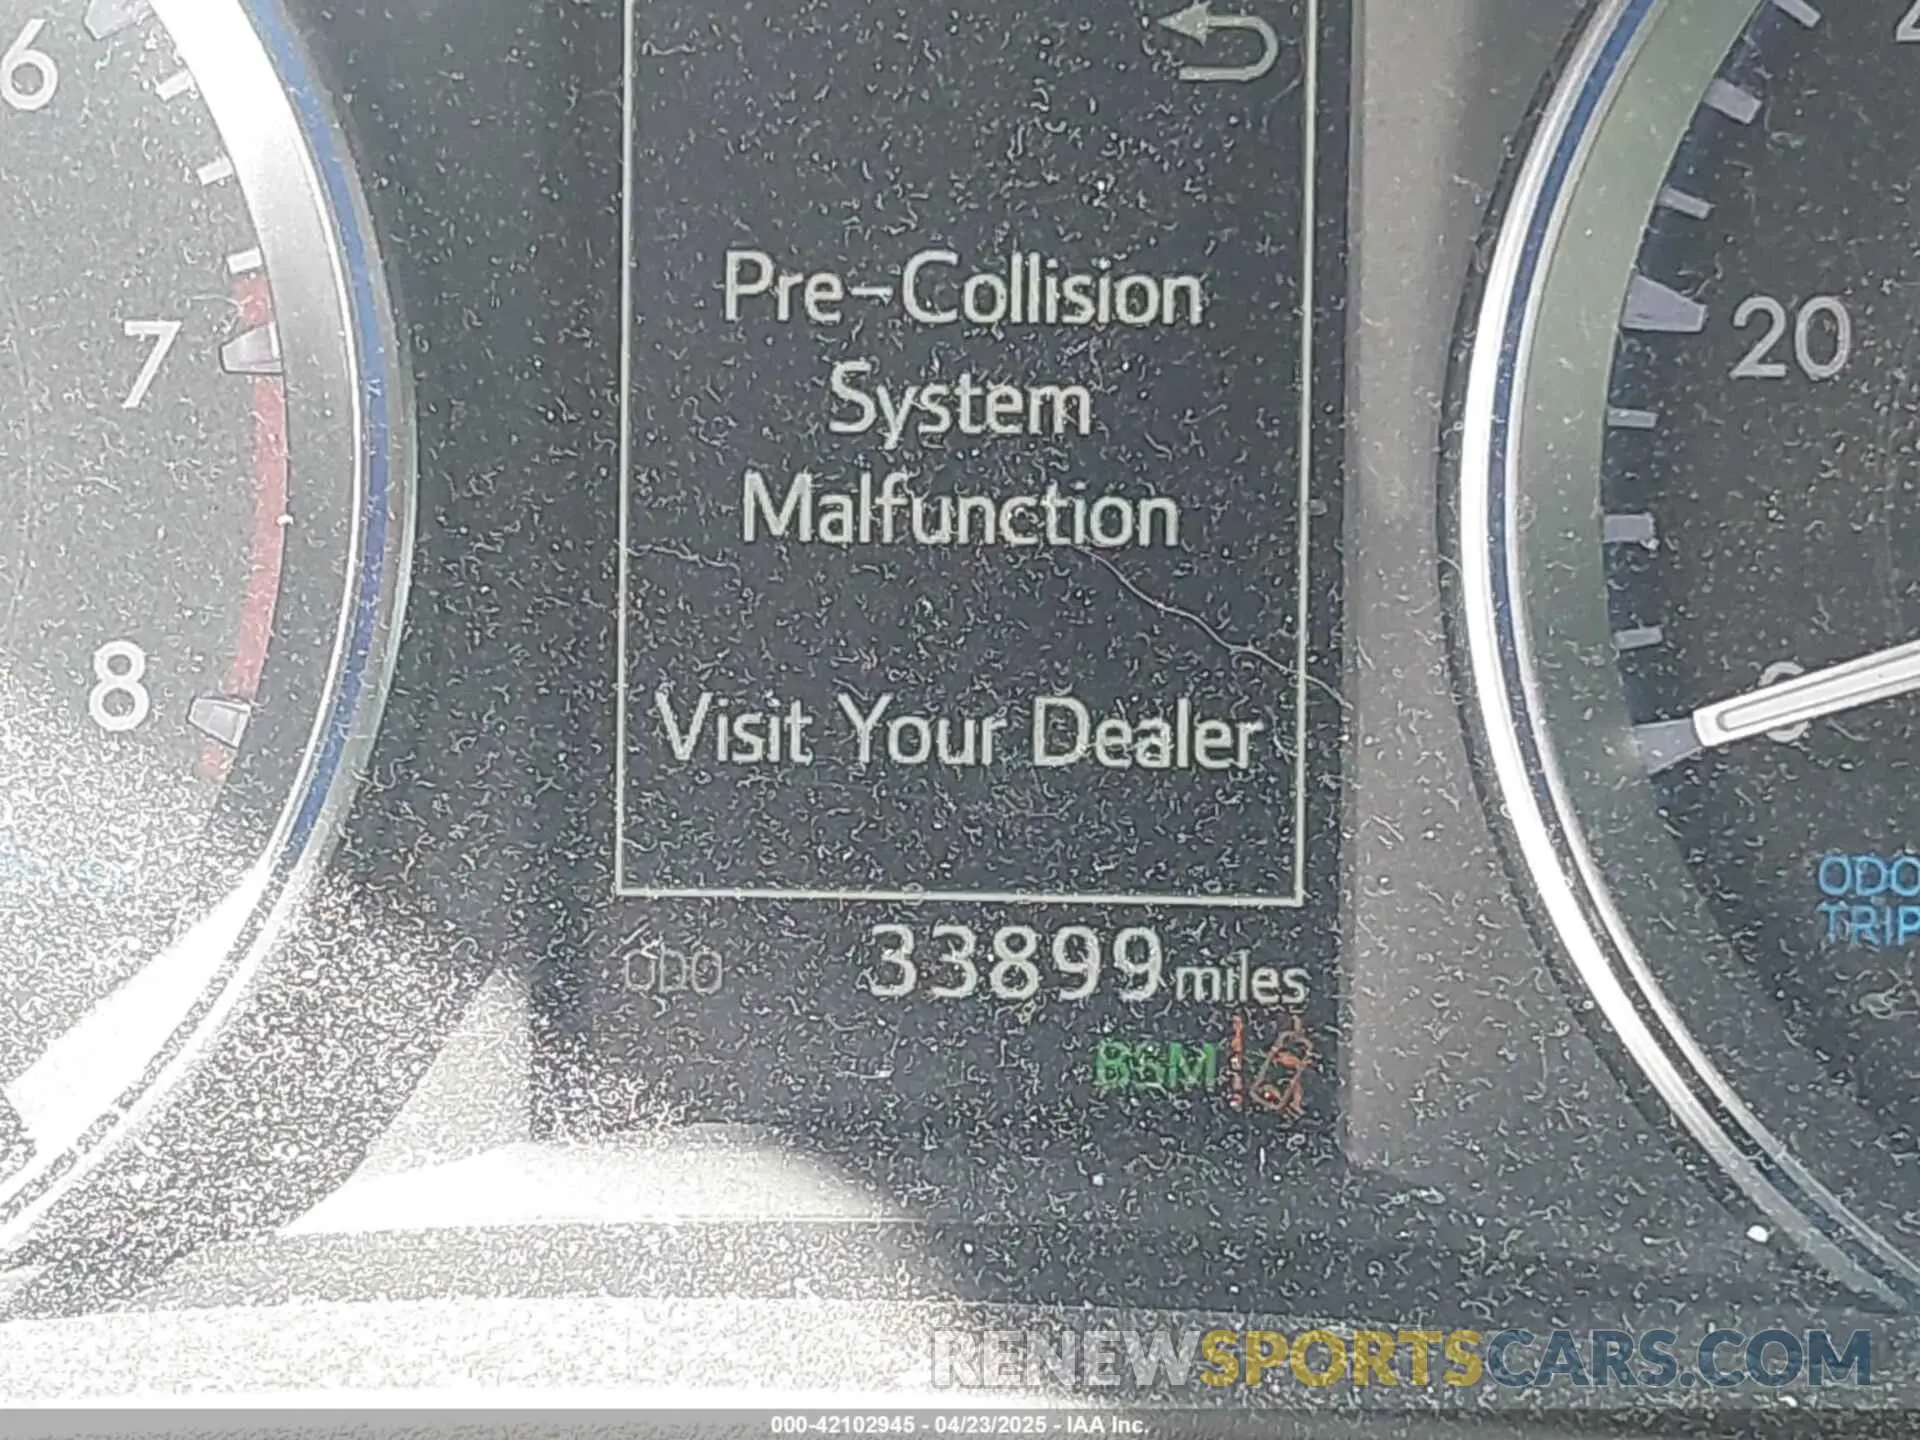 6
7
8
Pre-Collision
System
Malfunction
Visit Your Dealer
20
0
ODO
TRIP
ODO 33899 miles
BSM
RENEWSPORTSCARS.COM
000-42102945 - 04/23/2025 - IAA Inc.